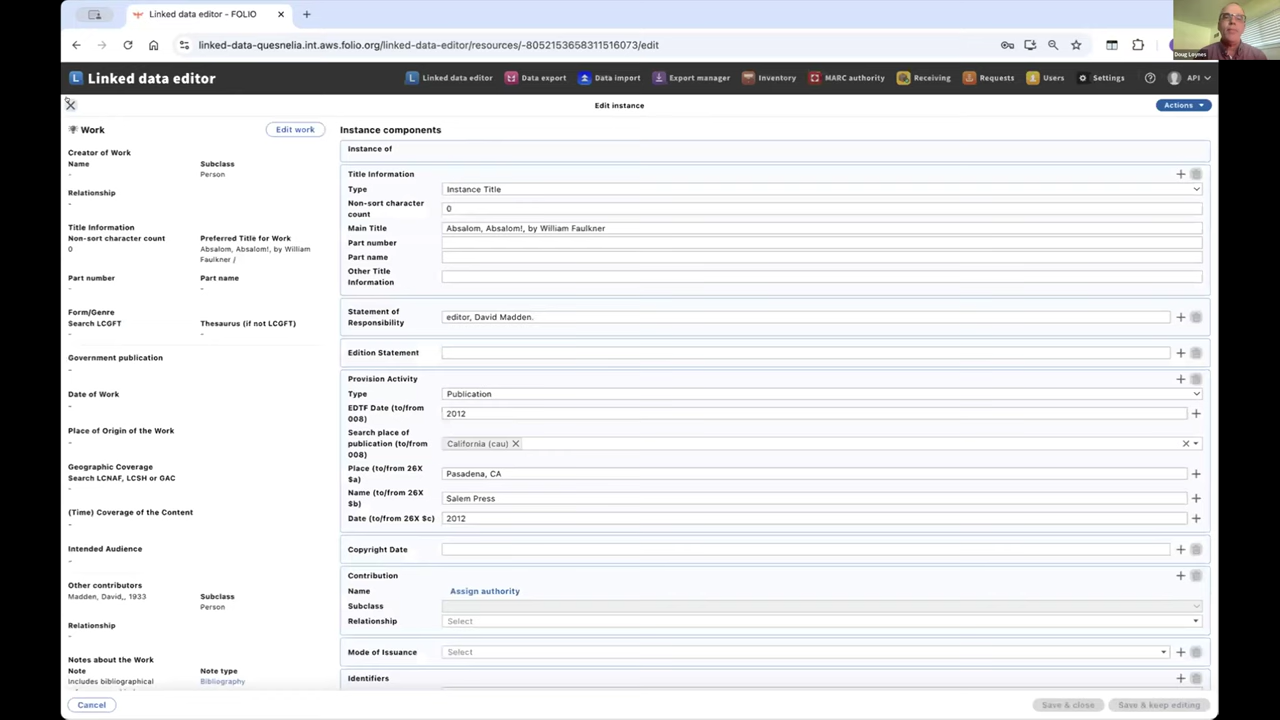 Linked data editor - FOLIO
linked-data-quesnelia.int.aws.folio.org/linked-data-editor/resources/-8052153658311516073/edit
Doug Loynes
L Linked data editor
L Linked data editor
Data export
Data import
Export manager
Inventory
MARC authority
Receiving
Requests
Users
Settings
API
Edit instance
Actions
Work
Edit work
Creator of Work
Name
Subclass
-
Person
Relationship
-
Title Information
Non-sort character count
Preferred Title for Work
0
Absalom, Absalom!, by William
Faulkner /
Part number
Part name
-
-
Form/Genre
Search LCGFT
Thesaurus (if not LCGFT)
-
-
Government publication
-
Date of Work
-
Place of Origin of the Work
-
Geographic Coverage
Search LCNAF, LCSH or GAC
-
(Time) Coverage of the Content
-
Intended Audience
-
Other contributors
Madden, David,, 1933
Subclass
Person
Relationship
-
Notes about the Work
Note
Note type
Includes bibliographical
Bibliography
Instance components
Instance of
Title Information
Type
Instance Title
Non-sort character
count
0
Main Title
Absalom, Absalom!, by William Faulkner
Part number
Part name
Other Title
Information
Statement of
Responsibility
editor, David Madden.
Edition Statement
Provision Activity
Type
Publication
EDTF Date (to/from
008)
2012
Search place of
publication (to/from
008)
California (cau)
Place (to/from 26X
$a)
Pasadena, CA
Name (to/from 26X
$b)
Salem Press
Date (to/from 26X $c)
2012
Copyright Date
Contribution
Name
Assign authority
Subclass
Relationship
Select
Mode of Issuance
Select
Identifiers
Cancel
Save & close
Save & keep editing